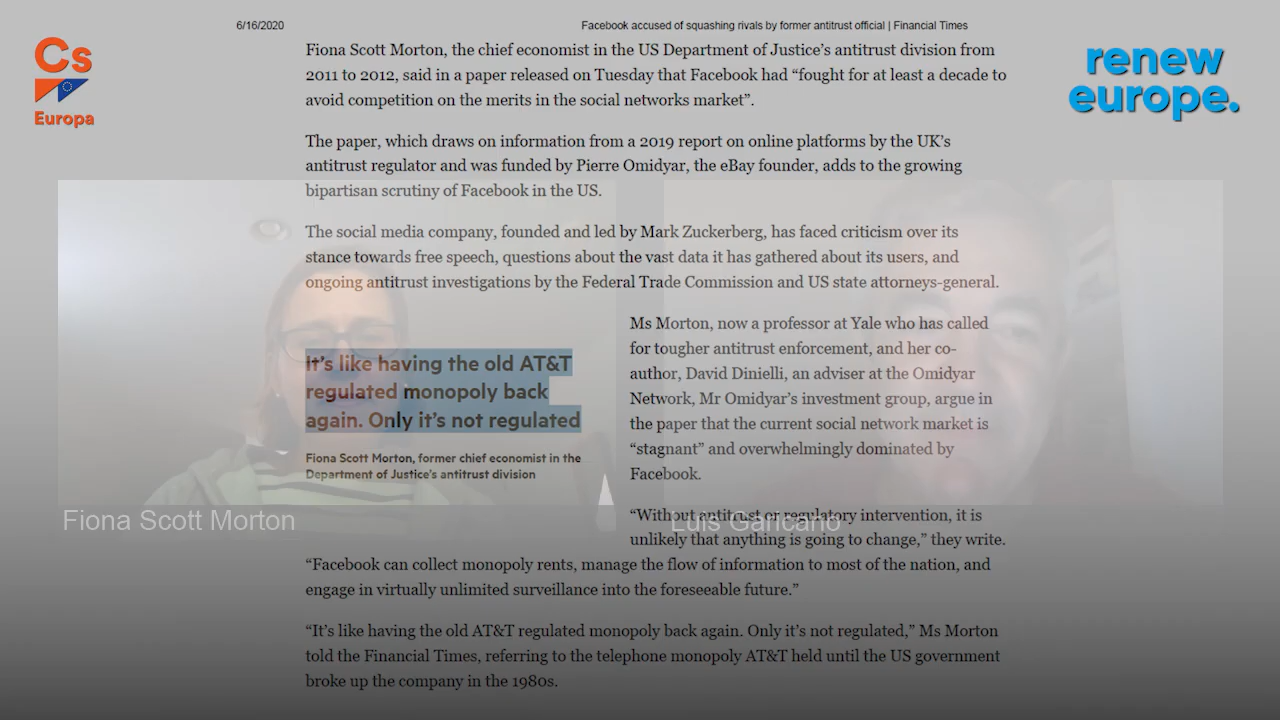 6/16/2020
Facebook accused of squashing rivals by former antitrust official | Financial Times
Cs
Europa
renew
europe.
Fiona Scott Morton, the chief economist in the US Department of Justice's antitrust division from
2011 to 2012, said in a paper released on Tuesday that Facebook had “fought for at least a decade to
avoid competition on the merits in the social networks market”.
The paper, which draws on information from a 2019 report on online platforms by the UK's
antitrust regulator and was funded by Pierre Omidyar, the eBay founder, adds to the growing
bipartisan scrutiny of Facebook in the US.
The social media company, founded and led by Mark Zuckerberg, has faced criticism over its
stance towards free speech, questions about the vast data it has gathered about its users, and
ongoing antitrust investigations by the Federal Trade Commission and US state attorneys-general.
It's like having the old AT&T
regulated monopoly back
again. Only it's not regulated
Fiona Scott Morton, former chief economist in the
Department of Justice's antitrust division
Ms Morton, now a professor at Yale who has called
for tougher antitrust enforcement, and her co-
author, David Dinielli, an adviser at the Omidyar
Network, Mr Omidyar's investment group, argue in
the paper that the current social network market is
“stagnant” and overwhelmingly dominated by
Facebook.
“Without antitrust or regulatory intervention, it is
unlikely that anything is going to change,” they write.
“Facebook can collect monopoly rents, manage the flow of information to most of the nation, and
engage in virtually unlimited surveillance into the foreseeable future.”
“It's like having the old AT&T regulated monopoly back again. Only it's not regulated,” Ms Morton
told the Financial Times, referring to the telephone monopoly AT&T held until the US government
broke up the company in the 1980s.
Fiona Scott Morton
Luis Garicano